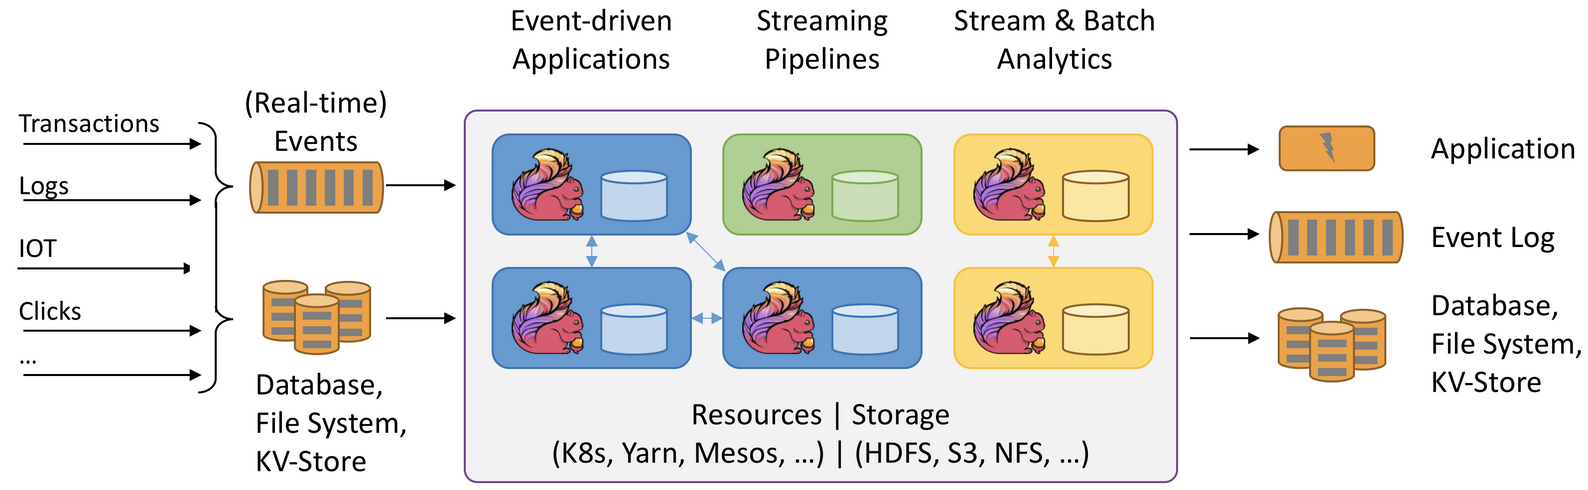 Event-driven
Applications
Streaming
Pipelines
Stream & Batch
Analytics
Transactions
Logs
IOT
Clicks
...
(Real-time)
Events
Database,
File System,
KV-Store
Resources | Storage
(K8s, Yarn, Mesos, ...) | (HDFS, S3, NFS, ...)
Application
Event Log
Database,
File System,
KV-Store